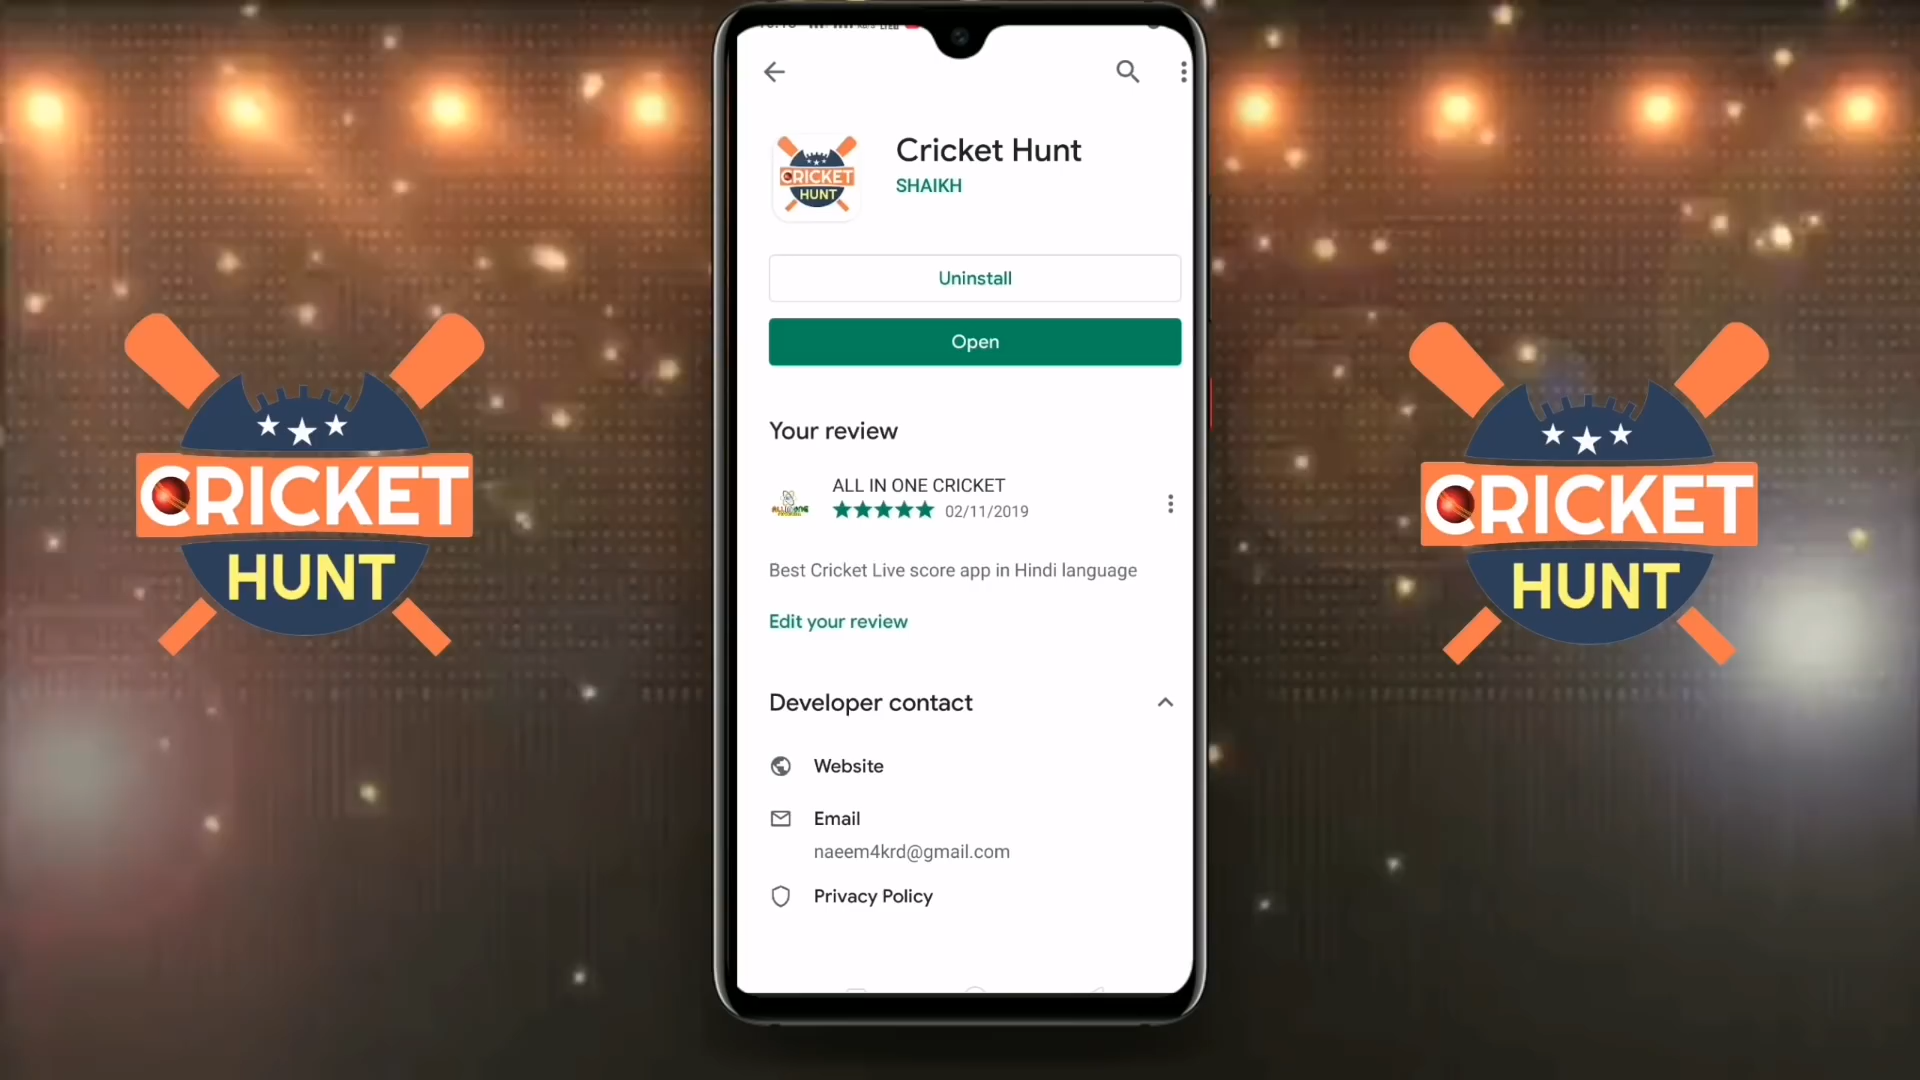 Cricket Hunt
SHAIKH
CRICKET
HUNT
Uninstall
Open
Your review
ALL IN ONE CRICKET
02/11/2019
Best Cricket Live score app in Hindi language
Edit your review
Developer contact
Website
Email
naeem4krd@gmail.com
Privacy Policy
CRICKET
HUNT
CRICKET
HUNT